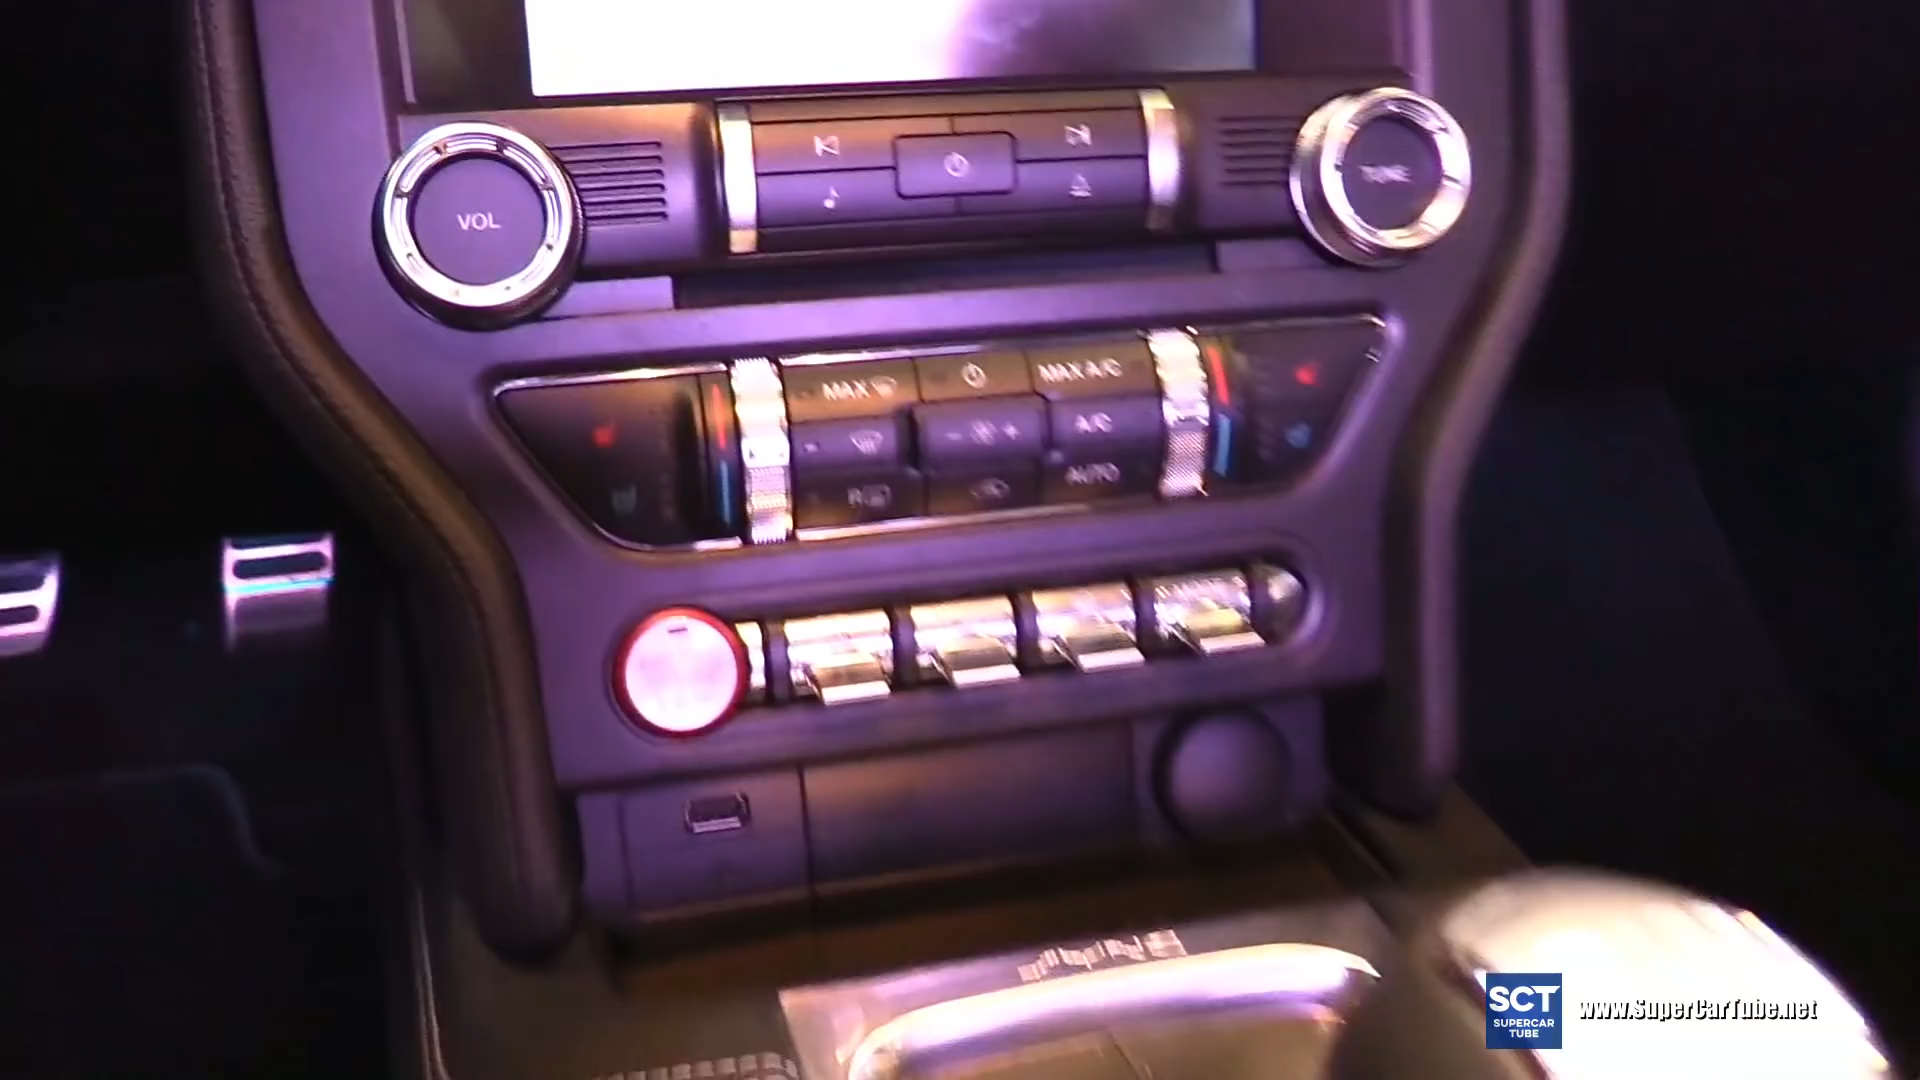 VOL
TUNE
MAX
MAX A/C
A/C
R
AUTO
SCT
SUPERCAR
TUBE
www.SuperCarTube.net